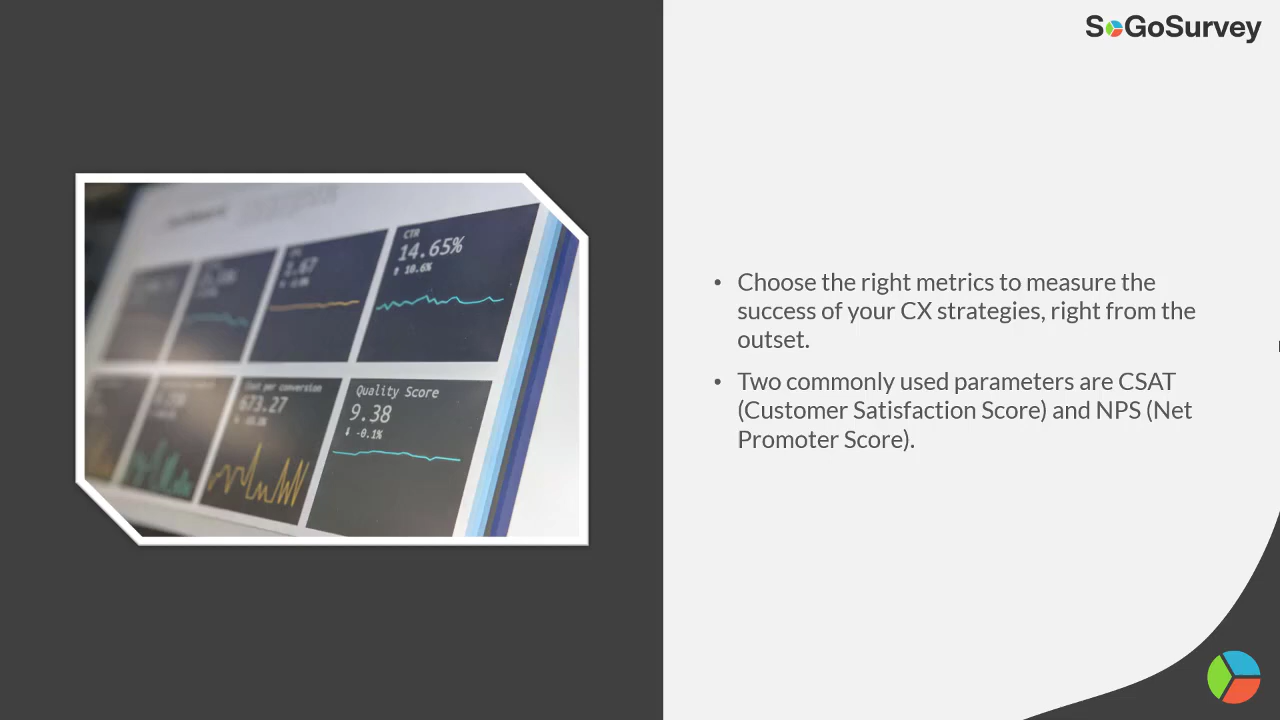 SoGoSurvey
CTR
14.65%
↑ 10.6%
Cost per conversion
673.27
Quality Score
9.38
↓ -0.1%
• Choose the right metrics to measure the
success of your CX strategies, right from the
outset.
• Two commonly used parameters are CSAT
(Customer Satisfaction Score) and NPS (Net
Promoter Score).